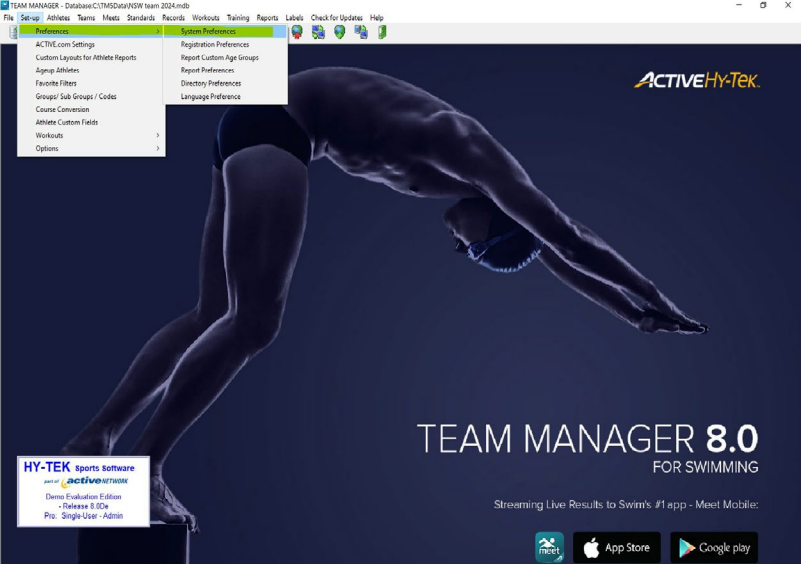 TEAM MANAGER - Database:C:\TM5Data\NSW team 2024.mdb
File Set-up Athletes Teams Meets Standards Records Workouts Training Reports Labels Check for Updates Help
Preferences
System Preferences
ACTIVE.com Settings
Registration Preferences
Custom Layouts for Athlete Reports
Report Custom Age Groups
Ageup Athletes
Report Preferences
Favorite Filters
Directory Preferences
Groups/ Sub Groups / Codes
Language Preference
Course Conversion
Athlete Custom Fields
Workouts
Options
ACTIVE HY-TEK
TEAM MANAGER 8.0
FOR SWIMMING
HY-TEK Sports Software
part of active NETWORK
Demo Evaluation Edition
- Release 8.0De
Pro: Single-User - Admin
Streaming Live Results to Swim's #1 app - Meet Mobile:
meet
App Store
Google play